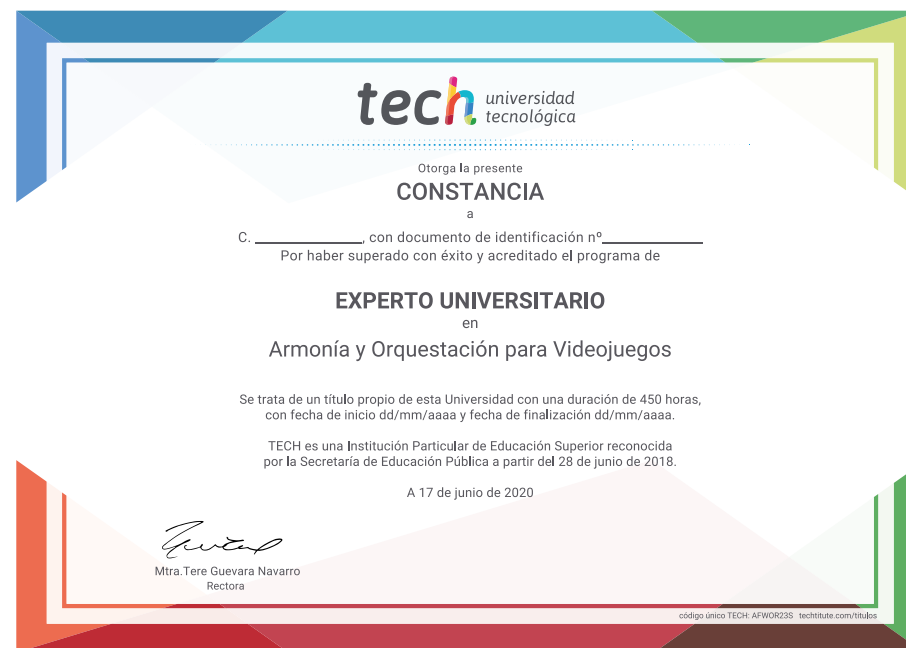 tech universidad
tecnológica
Otorga la presente
CONSTANCIA
a
C. ____________, con documento de identificación nº____________
Por haber superado con éxito y acreditado el programa de
EXPERTO UNIVERSITARIO
en
Armonía y Orquestación para Videojuegos
Se trata de un título propio de esta Universidad con una duración de 450 horas,
con fecha de inicio dd/mm/aaaa y fecha de finalización dd/mm/aaaa.
TECH es una Institución Particular de Educación Superior reconocida
por la Secretaría de Educación Pública a partir del 28 de junio de 2018.
A 17 de junio de 2020
Mtra.Tere Guevara Navarro
Rectora
código único TECH: AFWOR23S techtitute.com/titulos